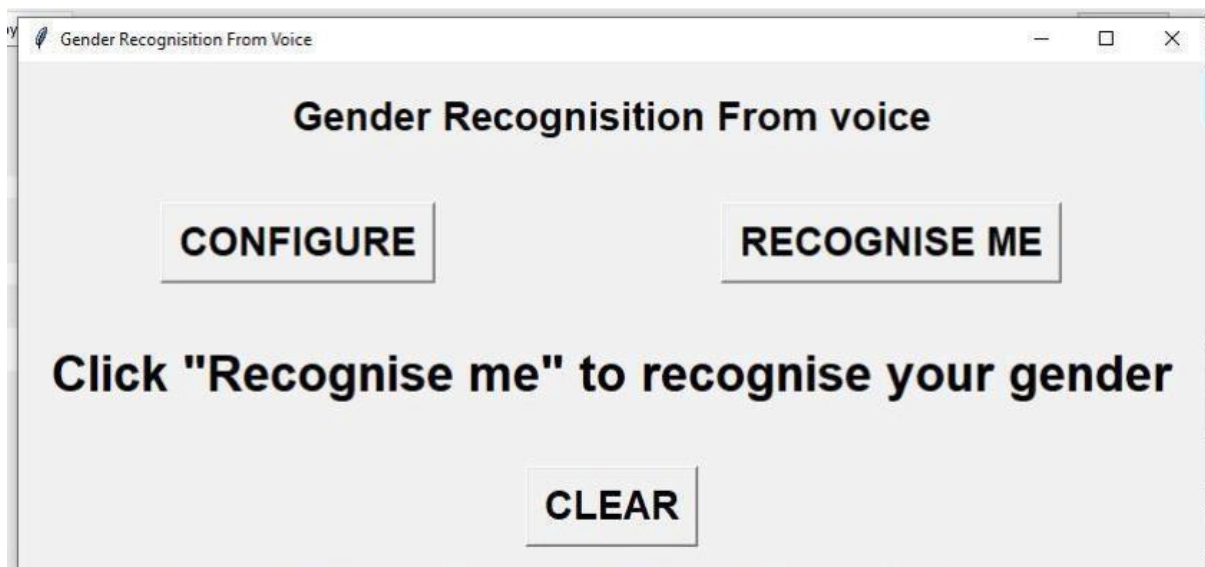 Gender Recognisition From Voice
Gender Recognisition From voice
CONFIGURE RECOGNISE ME
Click "Recognise me" to recognise your gender
CLEAR